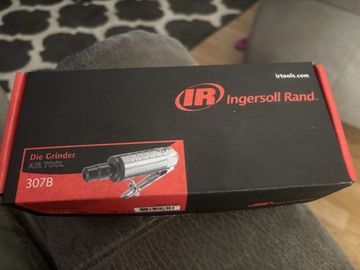 irtools.com
IR Ingersoll Rand
Die Grinder
AIR TOOL
307B